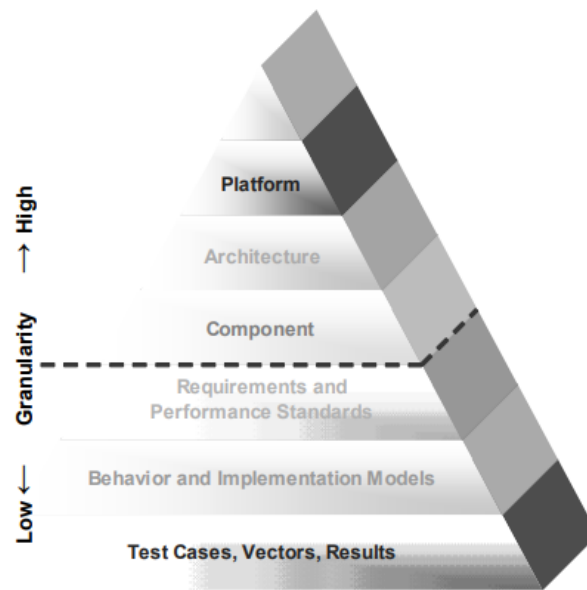 Platform
Architecture
Component
Requirements and
Performance Standards
Behavior and Implementation Models
Test Cases, Vectors, Results
Low ← Granularity → High